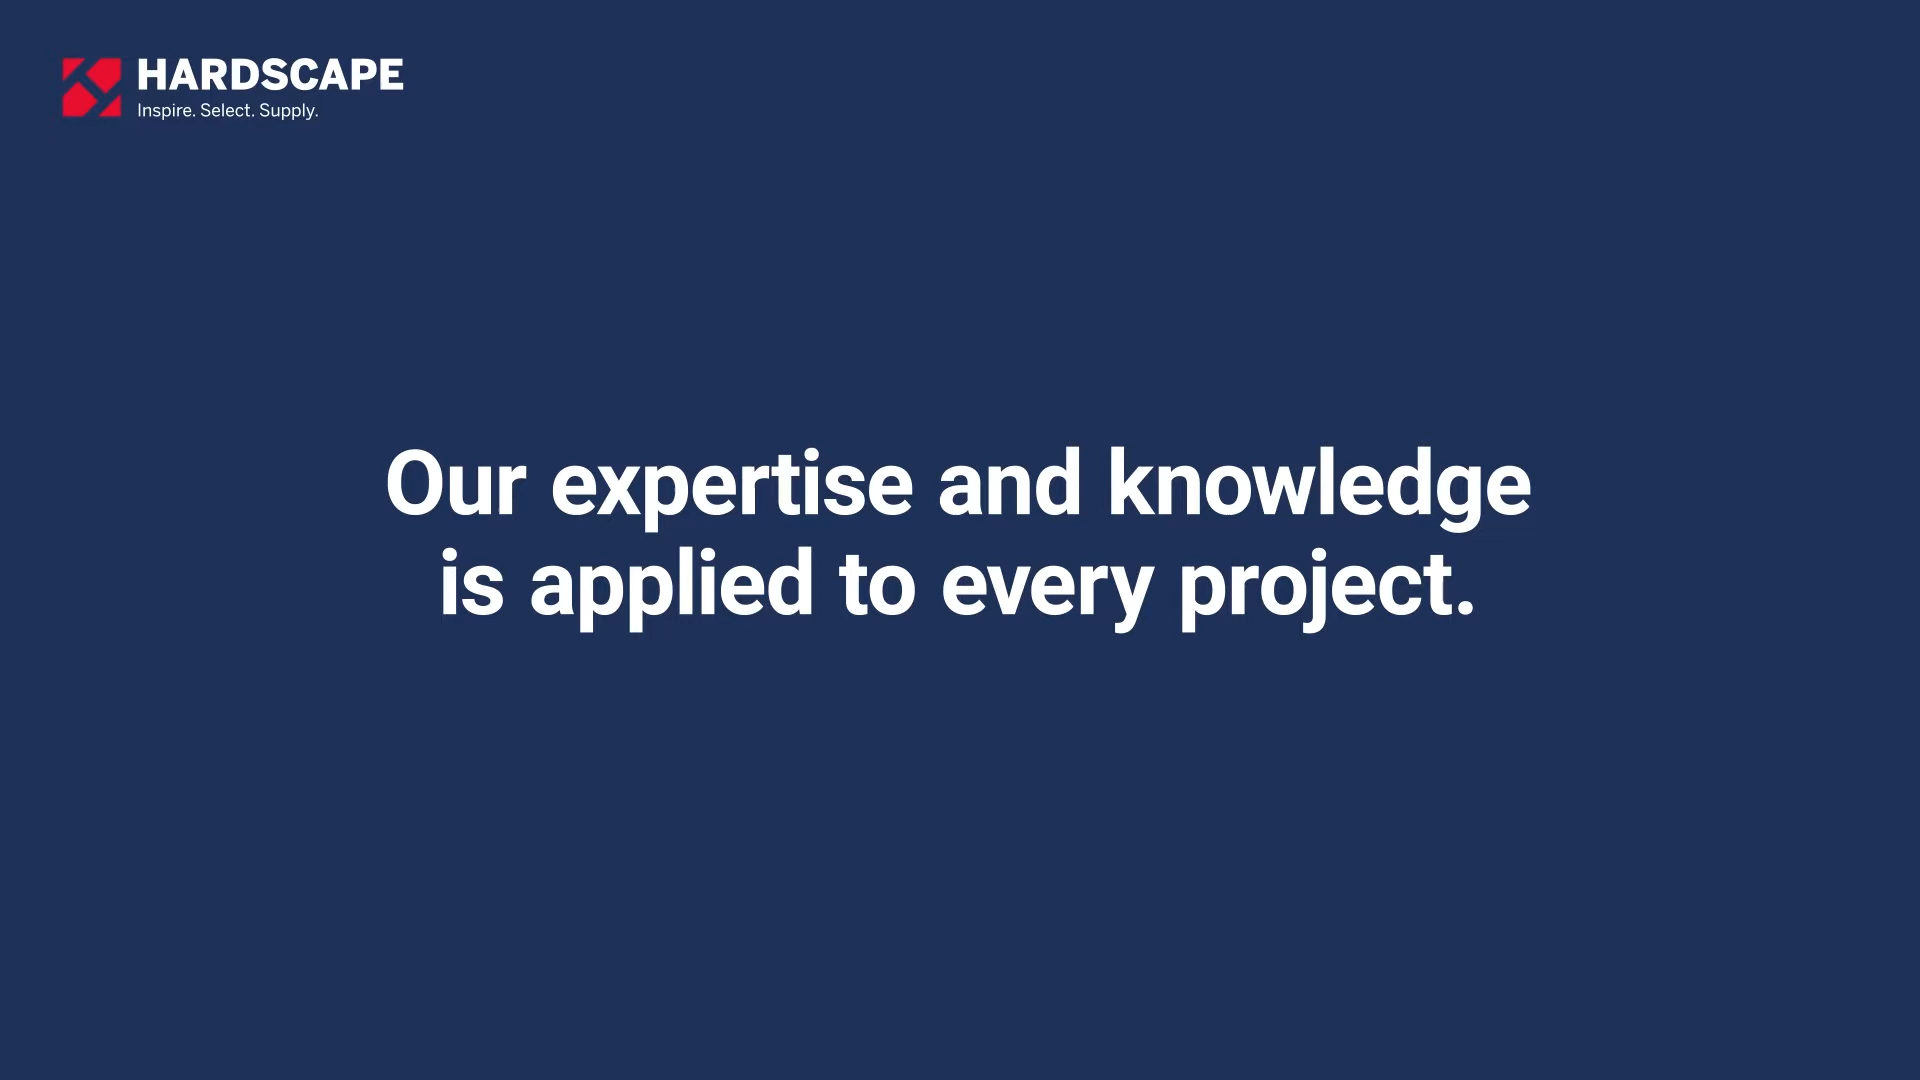 HARDSCAPE
Inspire. Select. Supply.
Our expertise and knowledge
is applied to every project.